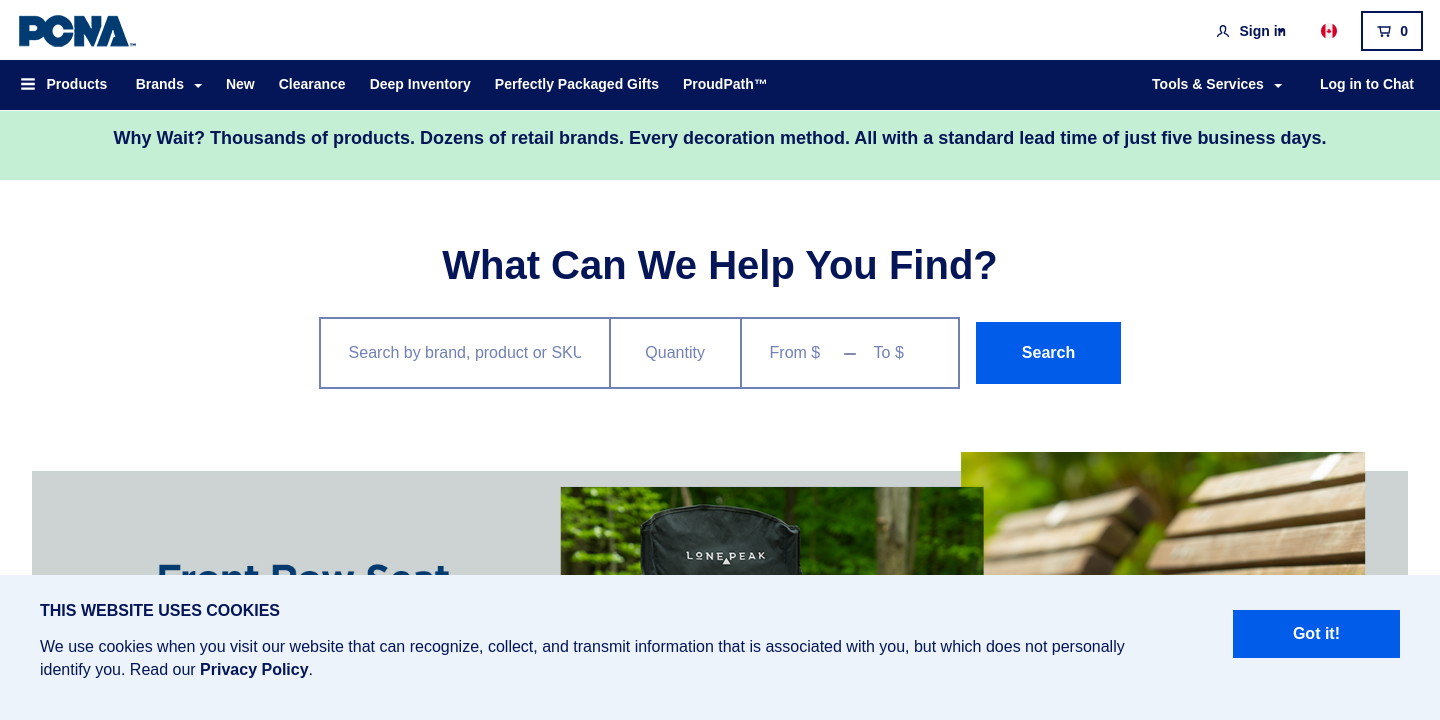 PCNA™
Sign in
0
Products
Brands
New
Clearance
Deep Inventory
Perfectly Packaged Gifts
ProudPath™
Tools & Services
Log in to Chat
Why Wait? Thousands of products. Dozens of retail brands. Every decoration method. All with a standard lead time of just five business days.
What Can We Help You Find?
Search by brand, product or SKU
Quantity
From $ — To $
Search
Front Row Seat
LONE PEAK
THIS WEBSITE USES COOKIES
We use cookies when you visit our website that can recognize, collect, and transmit information that is associated with you, but which does not personally
identify you. Read our Privacy Policy.
Got it!